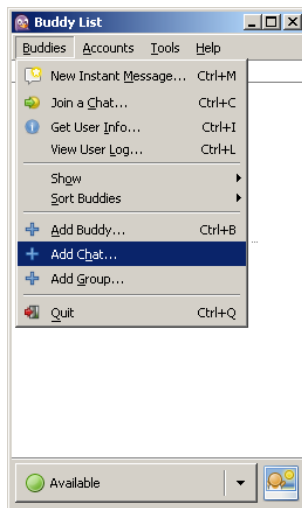 Buddy List
Buddies Accounts Tools Help
New Instant Message... Ctrl+M
Join a Chat... Ctrl+C
Get User Info... Ctrl+I
View User Log... Ctrl+L
Show
Sort Buddies
Add Buddy... Ctrl+B
Add Chat...
Add Group...
Quit Ctrl+Q
Available